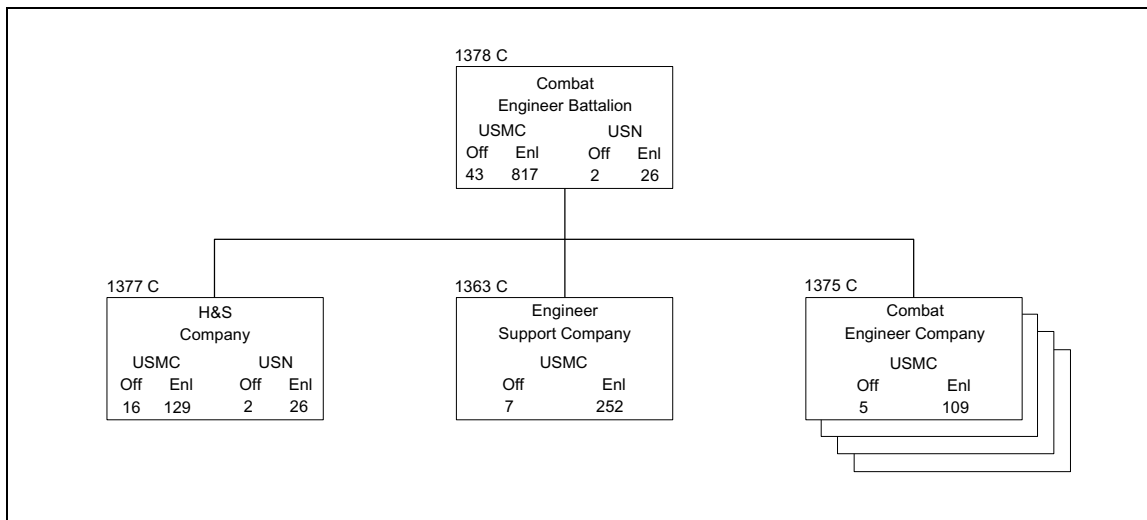 1378 C
Combat
Engineer Battalion
USMC USN
Off Enl Off Enl
43 817 2 26
1377 C
H&S
Company
USMC USN
Off Enl Off Enl
16 129 2 26
1363 C
Engineer
Support Company
USMC
Off Enl
7 252
1375 C
Combat
Engineer Company
USMC
Off Enl
5 109